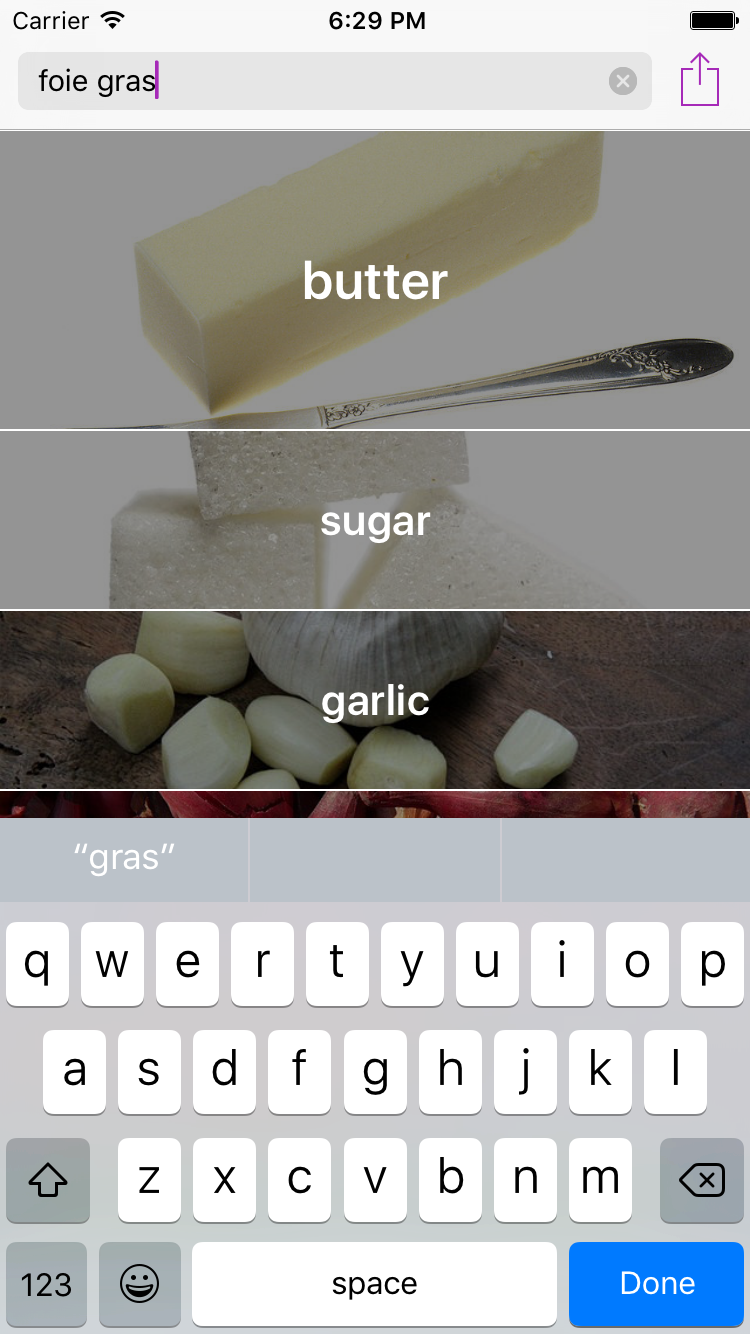 Carrier 6:29 PM
foie gras
butter
sugar
garlic
“gras”
q w e r t y u i o p
a s d f g h j k l
z x c v b n m
123 space Done